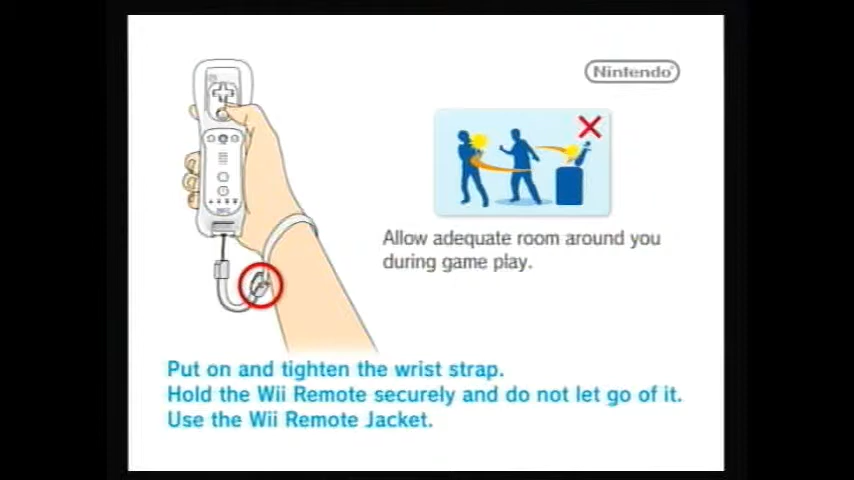 Nintendo
Allow adequate room around you
during game play.
Put on and tighten the wrist strap.
Hold the Wii Remote securely and do not let go of it.
Use the Wii Remote Jacket.